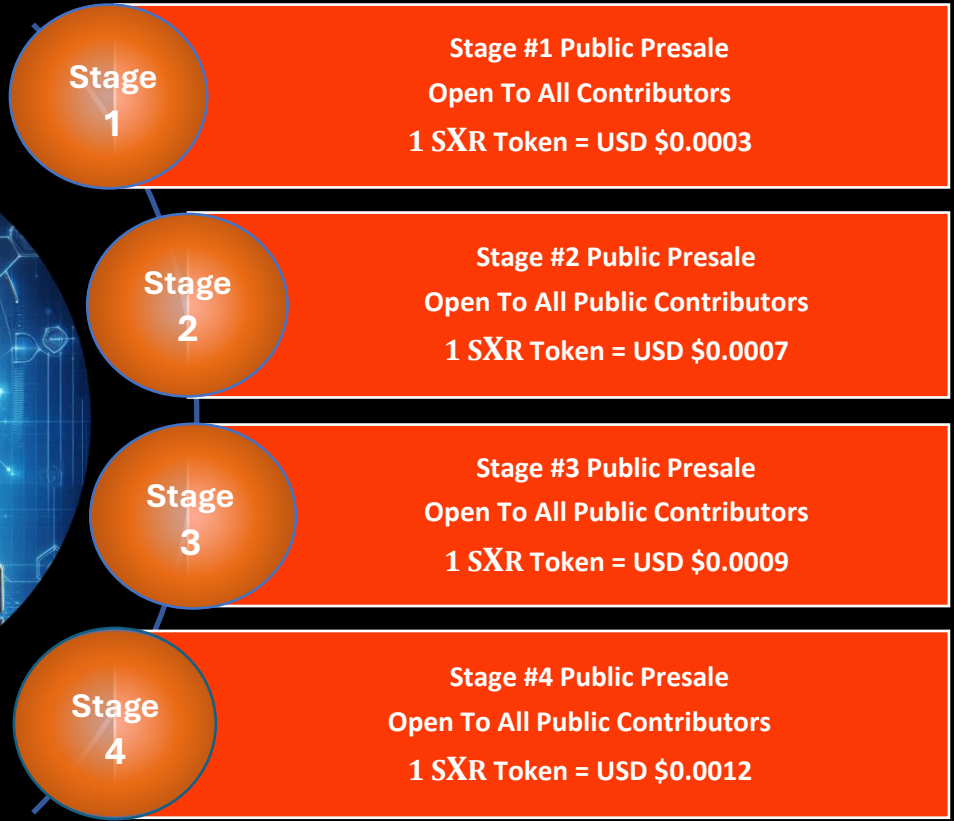 Stage
1
Stage #1 Public Presale
Open To All Contributors
1 SXR Token = USD $0.0003
Stage
2
Stage #2 Public Presale
Open To All Public Contributors
1 SXR Token = USD $0.0007
Stage
3
Stage #3 Public Presale
Open To All Public Contributors
1 SXR Token = USD $0.0009
Stage
4
Stage #4 Public Presale
Open To All Public Contributors
1 SXR Token = USD $0.0012